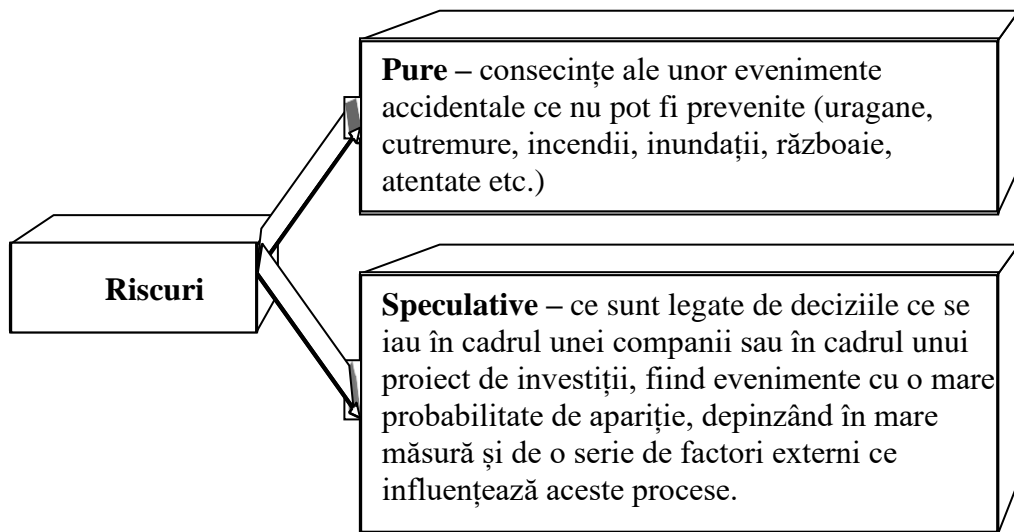 Pure – consecințe ale unor evenimente
accidentale ce nu pot fi prevenite (uragane,
cutremure, incendii, inundații, războaie,
atentate etc.)
Riscuri
Speculative – ce sunt legate de deciziile ce se
iau în cadrul unei companii sau în cadrul unui
proiect de investiții, fiind evenimente cu o mare
probabilitate de apariție, depinzând în mare
măsură și de o serie de factori externi ce
influențează aceste procese.